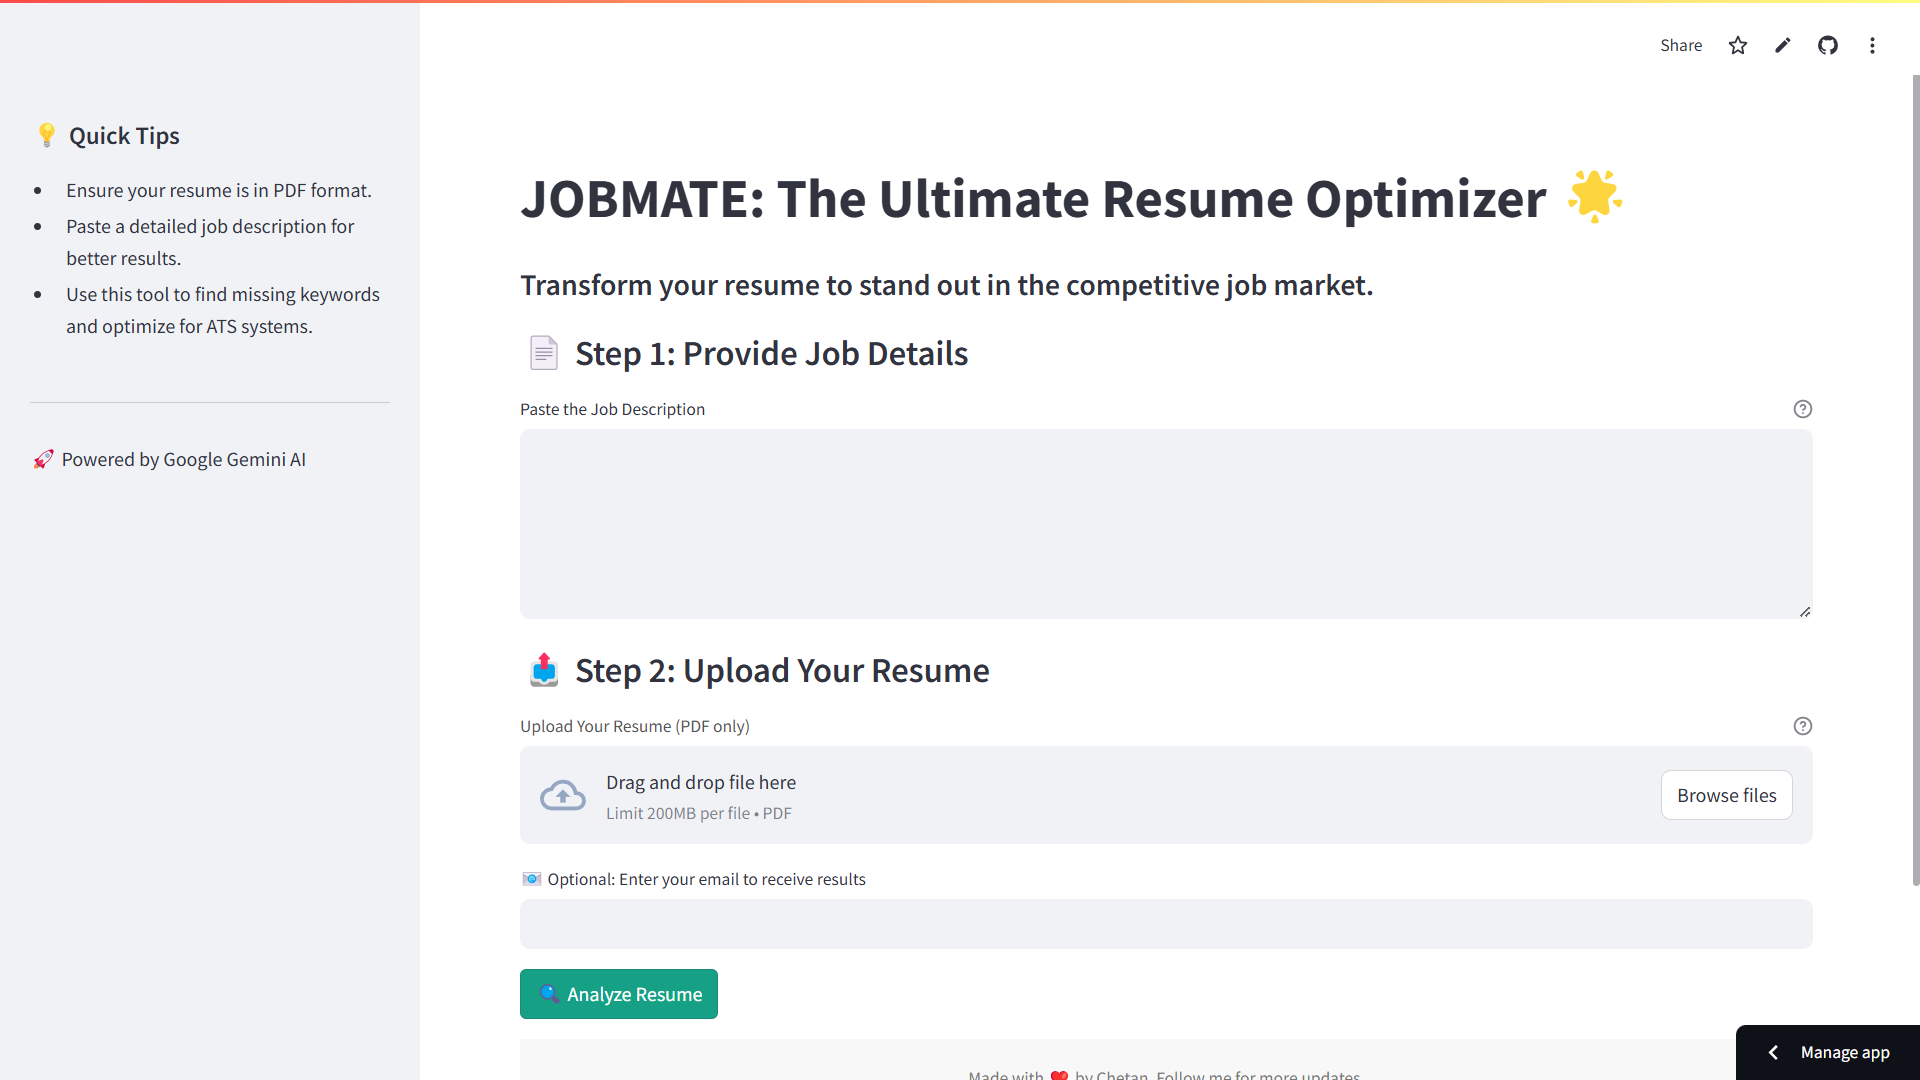 Share
💡 Quick Tips
• Ensure your resume is in PDF format.
• Paste a detailed job description for
better results.
• Use this tool to find missing keywords
and optimize for ATS systems.
🚀 Powered by Google Gemini AI
JOBMATE: The Ultimate Resume Optimizer 🌟
Transform your resume to stand out in the competitive job market.
📄 Step 1: Provide Job Details
Paste the Job Description
📤 Step 2: Upload Your Resume
Upload Your Resume (PDF only)
Drag and drop file here
Limit 200MB per file • PDF
Browse files
📧 Optional: Enter your email to receive results
🔍 Analyze Resume
Made with ❤️ by Chetan. Follow me for more updates
Manage app